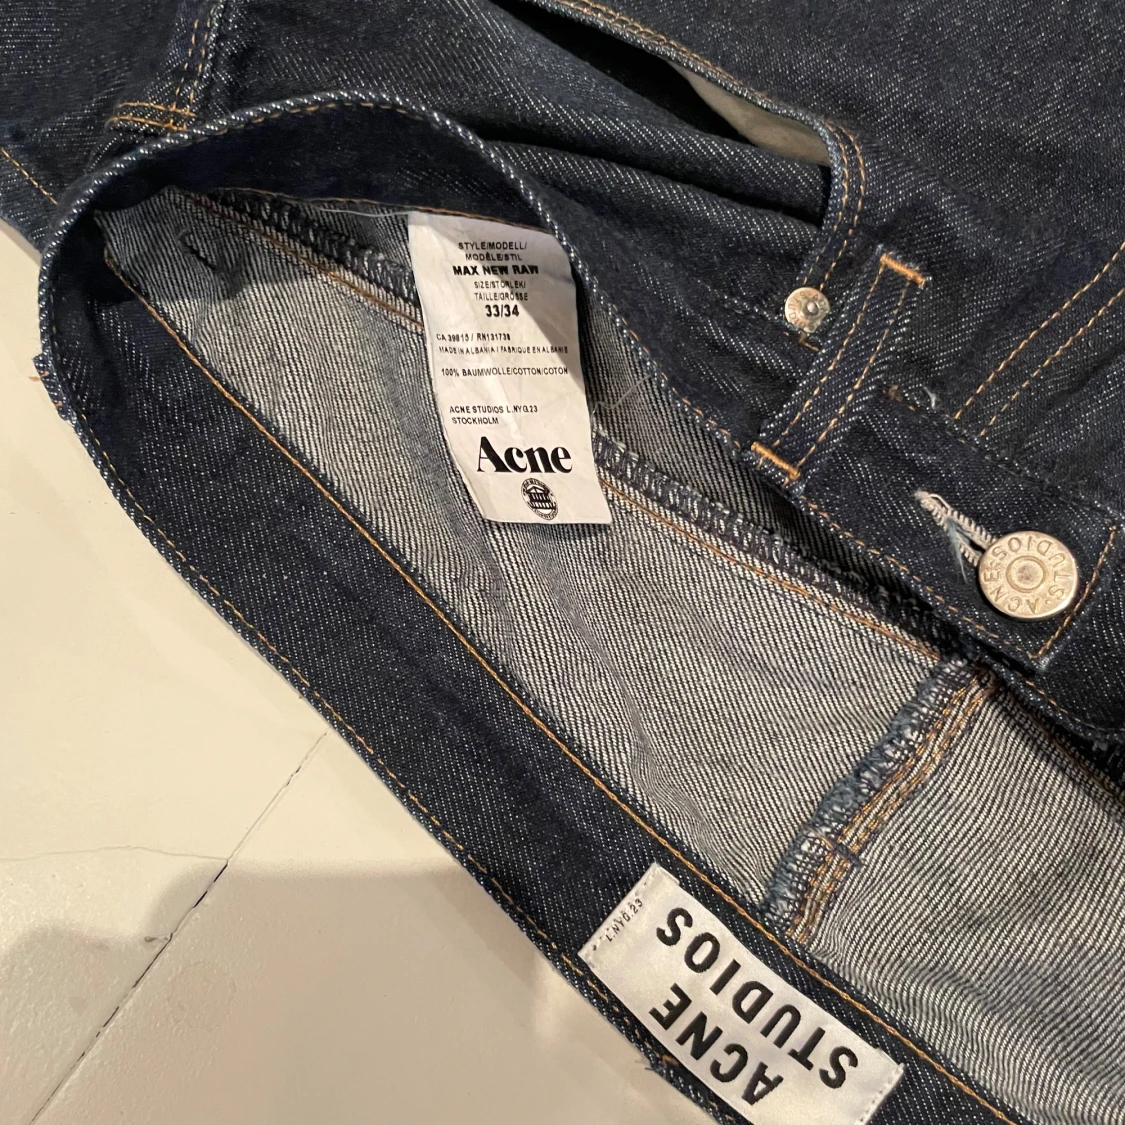 STYLE/MODELL/
MODÈLE/STIL
MAX NEW RAW
SIZE/STORLEK/
TAILLE/GRÖSSE
33/34
CA 39815 / RN131738
MADE IN ALBANIA / FABRIQUE EN ALBANIE
100% BAUMWOLLE/COTTON/COTON
ACNE STUDIOS L.NYG.23
STOCKHOLM
Acne
ACNE STUDIOS
L.NYG.23
ACNE
STUDIOS